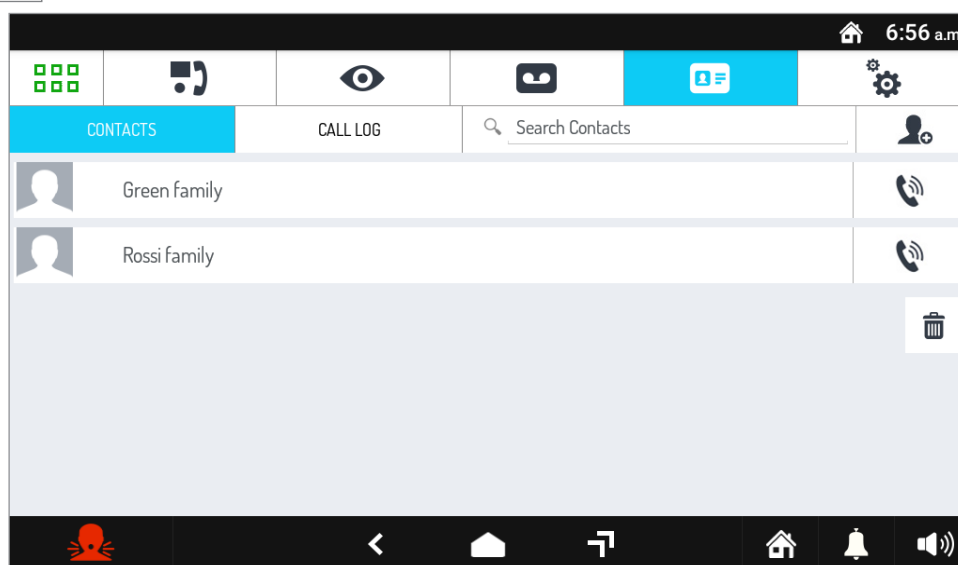 6:56 a.m
CONTACTS
CALL LOG
Search Contacts
Green family
Rossi family